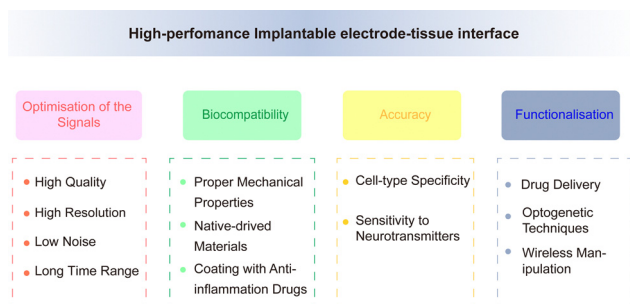 High-perfomance Implantable electrode-tissue interface
Optimisation of the
Signals
High Quality
High Resolution
Low Noise
Long Time Range
Biocompatibility
Proper Mechanical
Properties
Native-drived
Materials
Coating with Anti-
inflammation Drugs
Accuracy
Cell-type Specificity
Sensitivity to
Neurotransmitters
Functionalisation
Drug Delivery
Optogenetic
Techniques
Wireless Man-
ipulation